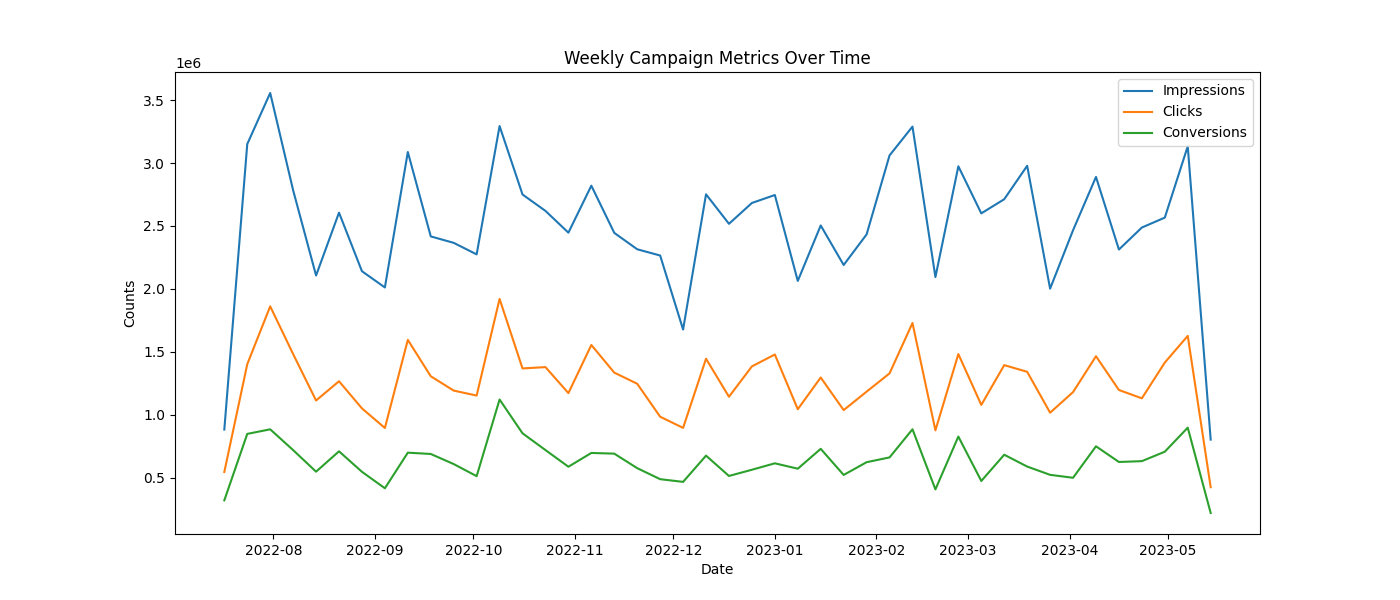 Weekly Campaign Metrics Over Time
1e6
Impressions
Clicks
Conversions
3.5
3.0
2.5
2.0
1.5
1.0
0.5
Counts
2022-08 2022-09 2022-10 2022-11 2022-12 2023-01 2023-02 2023-03 2023-04 2023-05
Date